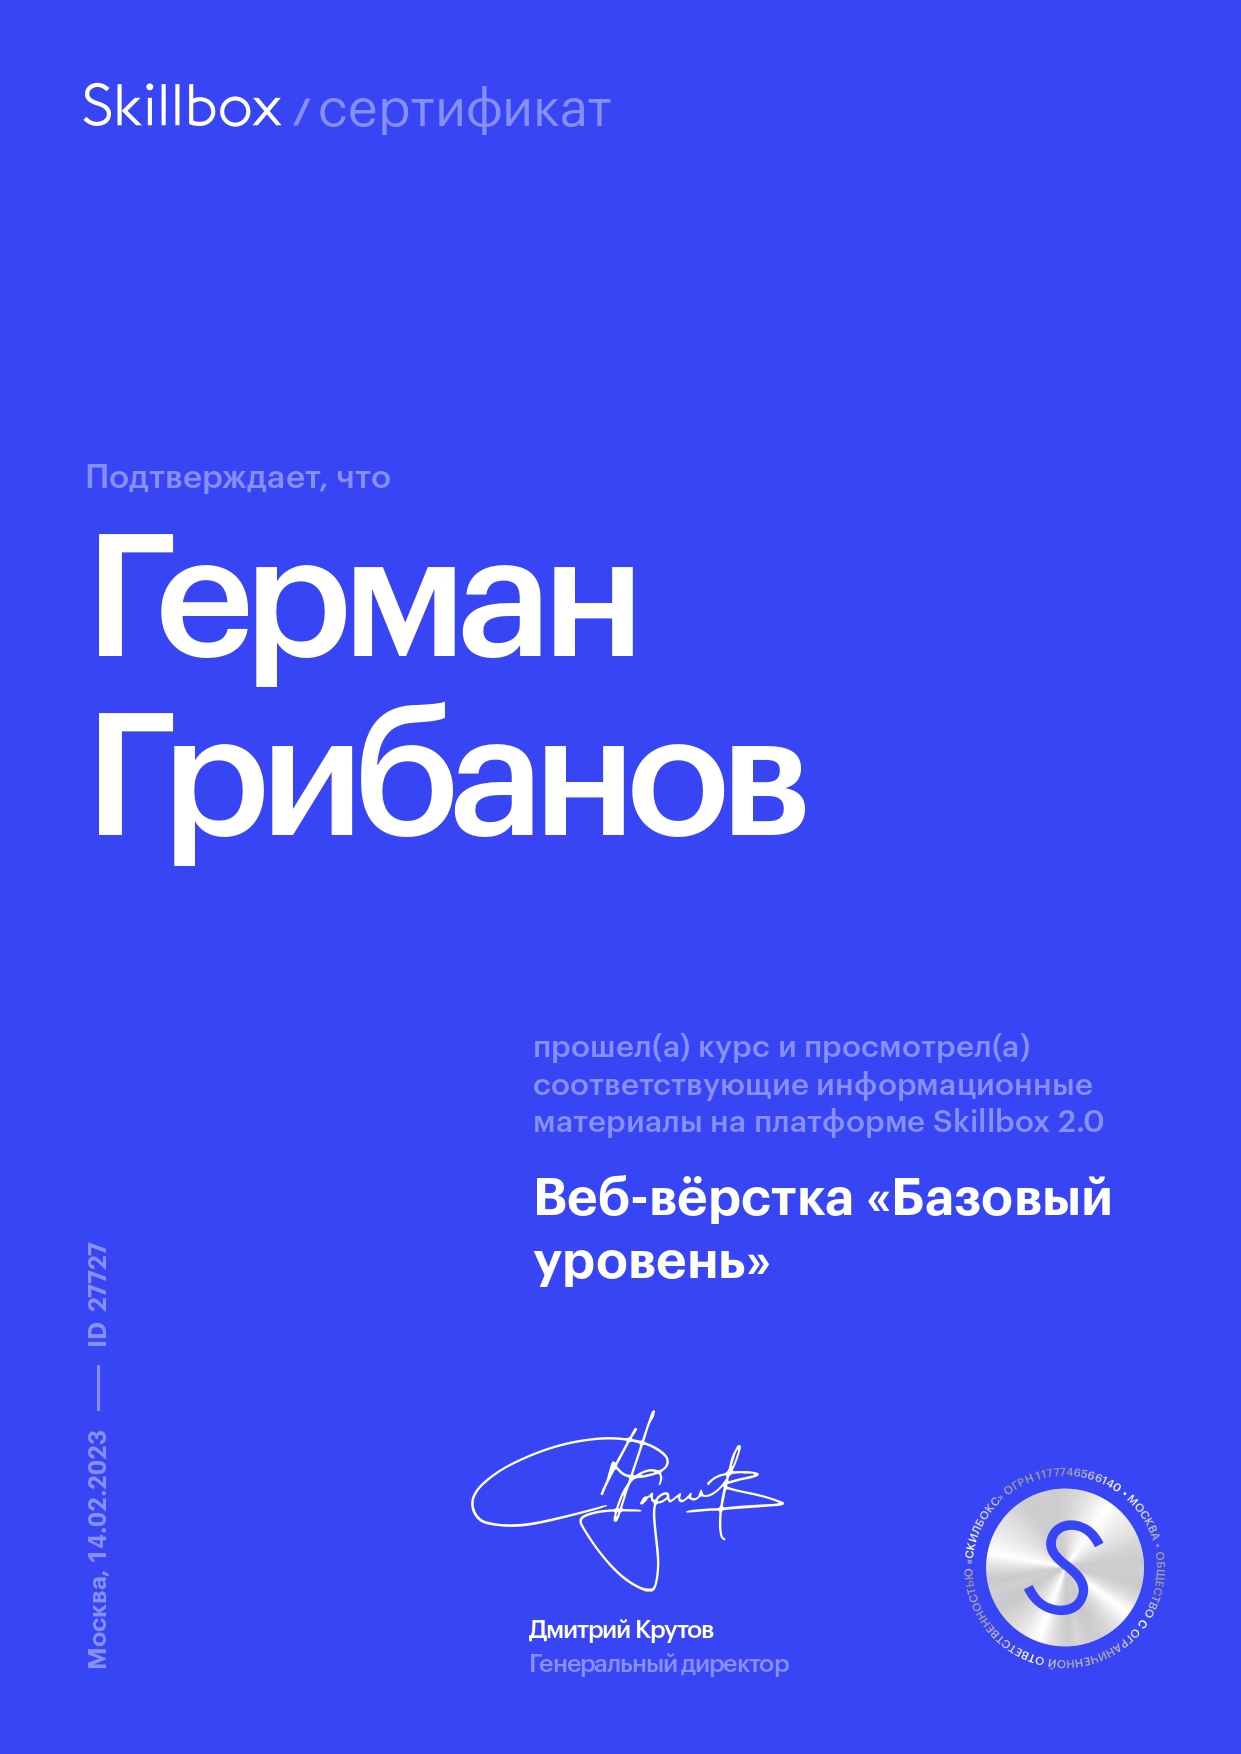 Skillbox / сертификат
Подтверждает, что
Герман
Грибанов
прошел(а) курс и просмотрел(а)
соответствующие информационные
материалы на платформе Skillbox 2.0
Веб-вёрстка «Базовый
уровень»
Москва, 14.02.2023 — ID 27727
Дмитрий Крутов
Генеральный директор
ОБЩЕСТВО С ОГРАНИЧЕННОЙ ОТВЕТСТВЕННОСТЬЮ «СКИЛБОКС» ОГРН 1177746566140 • МОСКВА •